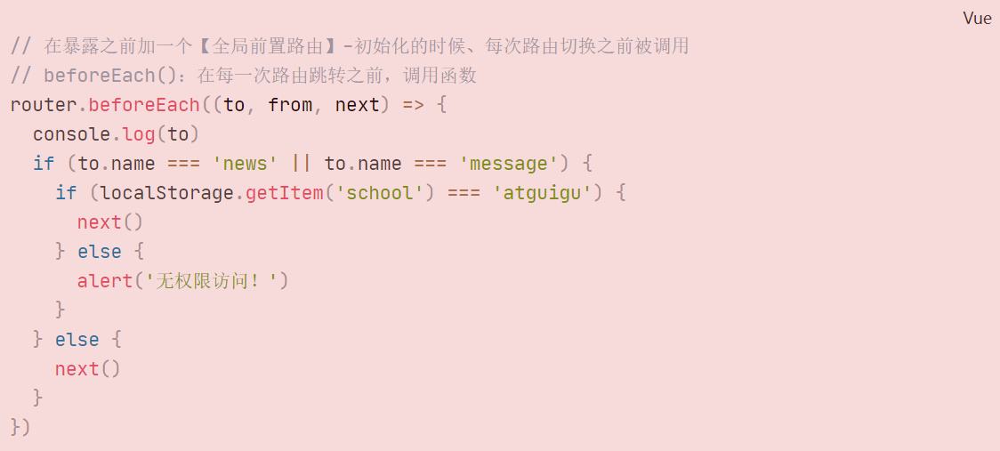 Vue
// 在暴露之前加一个【全局前置路由】-初始化的时候、每次路由切换之前被调用
// beforeEach()：在每一次路由跳转之前，调用函数
router.beforeEach((to, from, next) => {
  console.log(to)
  if (to.name === 'news' || to.name === 'message') {
    if (localStorage.getItem('school') === 'atguigu') {
      next()
    } else {
      alert('无权限访问！')
    }
  } else {
    next()
  }
})